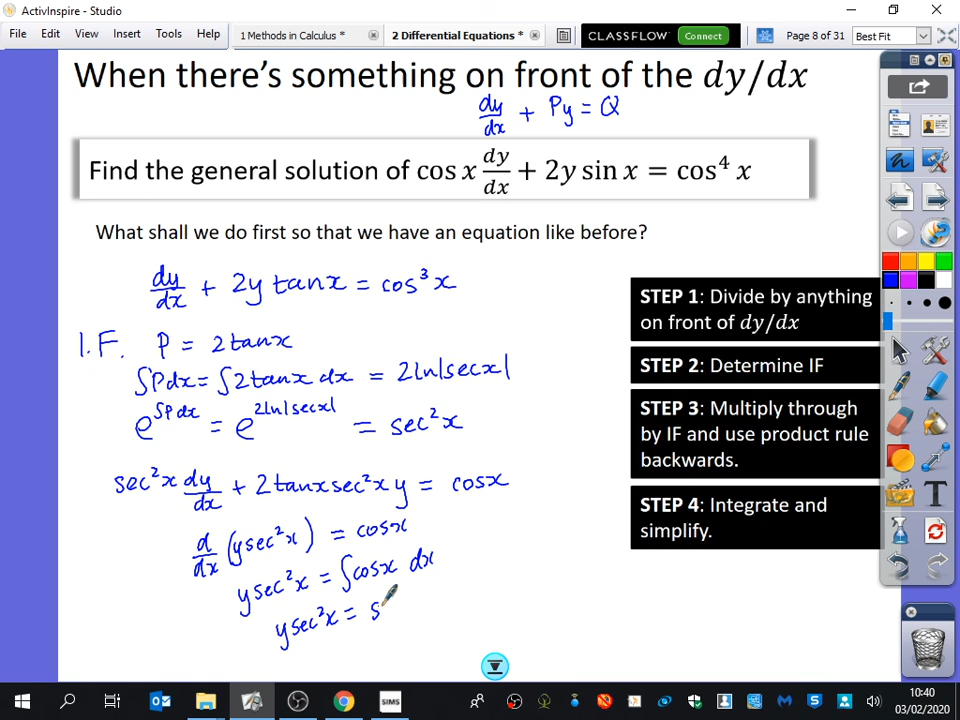 ActivInspire
File Edit View Insert Tools Help 1 Methods in Calculus * 2 Differential Equations * CLASSFLOW Connect Page 8 of 31 Best Fit
When there's something on front of the dy/dx
dy/dx + Py = Q
Find the general solution of cos x dy/dx + 2y sin x = cos⁴ x
What shall we do first so that we have an equation like before?
dy/dx + 2y tanx = cos³x
I.F. P = 2tanx
∫Pdx = ∫2tanx dx = 2ln|secx|
e^∫Pdx = e^2ln|secx| = sec²x
sec²x dy/dx + 2tanxsec²x y = cosx
d/dx (ysec²x) = cosx
ysec²x = ∫cosx dx
ysec²x = s
STEP 1: Divide by anything
on front of dy/dx
STEP 2: Determine IF
STEP 3: Multiply through
by IF and use product rule
backwards.
STEP 4: Integrate and
simplify.
SIMS
10:40
03/02/2020